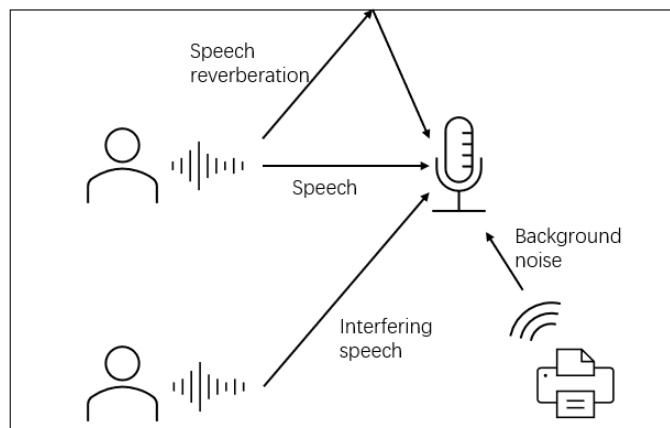 Speech
reverberation
Speech
Background
noise
Interfering
speech